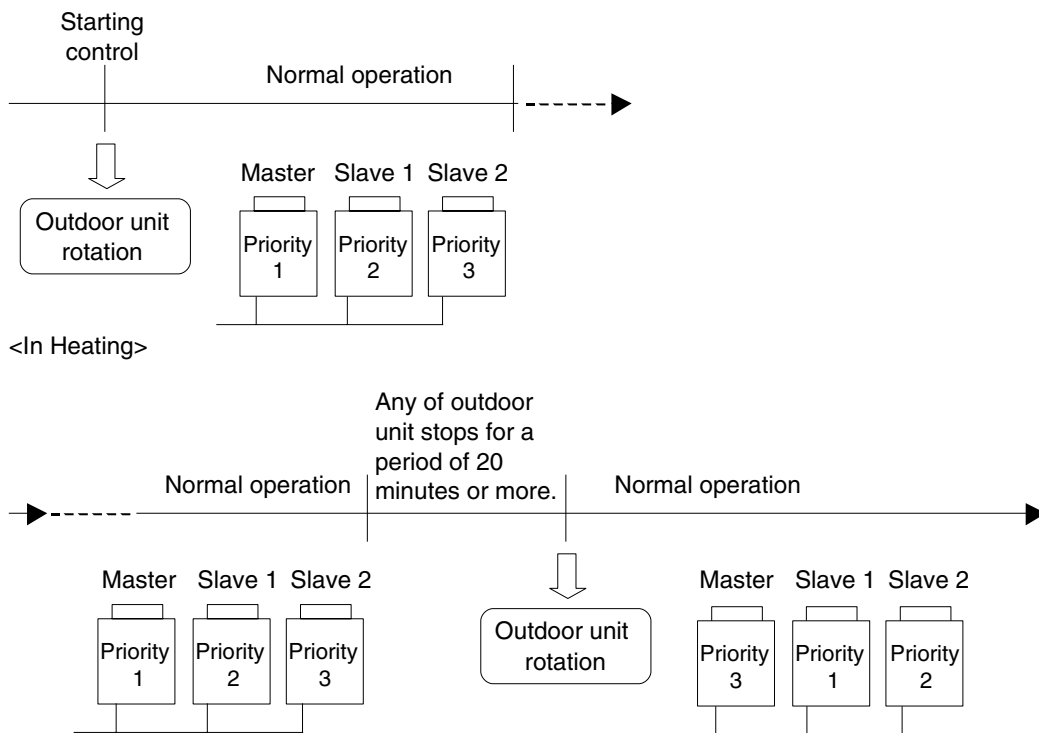 Starting
control
Normal operation
Master Slave 1 Slave 2
Outdoor unit
rotation
Priority
1
Priority
2
Priority
3
<In Heating>
Any of outdoor
unit stops for a
period of 20
minutes or more.
Normal operation
Normal operation
Master Slave 1 Slave 2
Priority
1
Priority
2
Priority
3
Outdoor unit
rotation
Master Slave 1 Slave 2
Priority
3
Priority
1
Priority
2